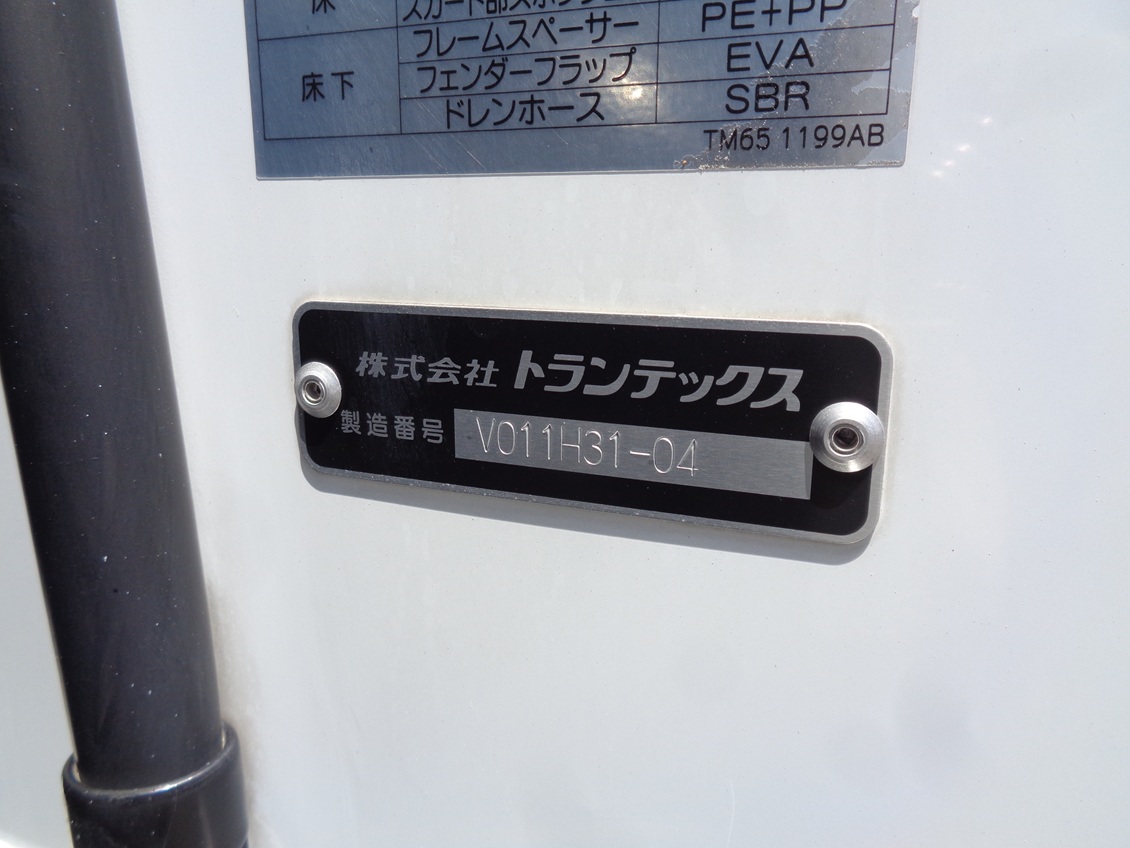 床
PE+PP
床下
フレームスペーサー
フェンダーフラップ EVA
ドレンホース SBR
TM65 1199AB
株式会社 トランテックス
製造番号 V011H31-04